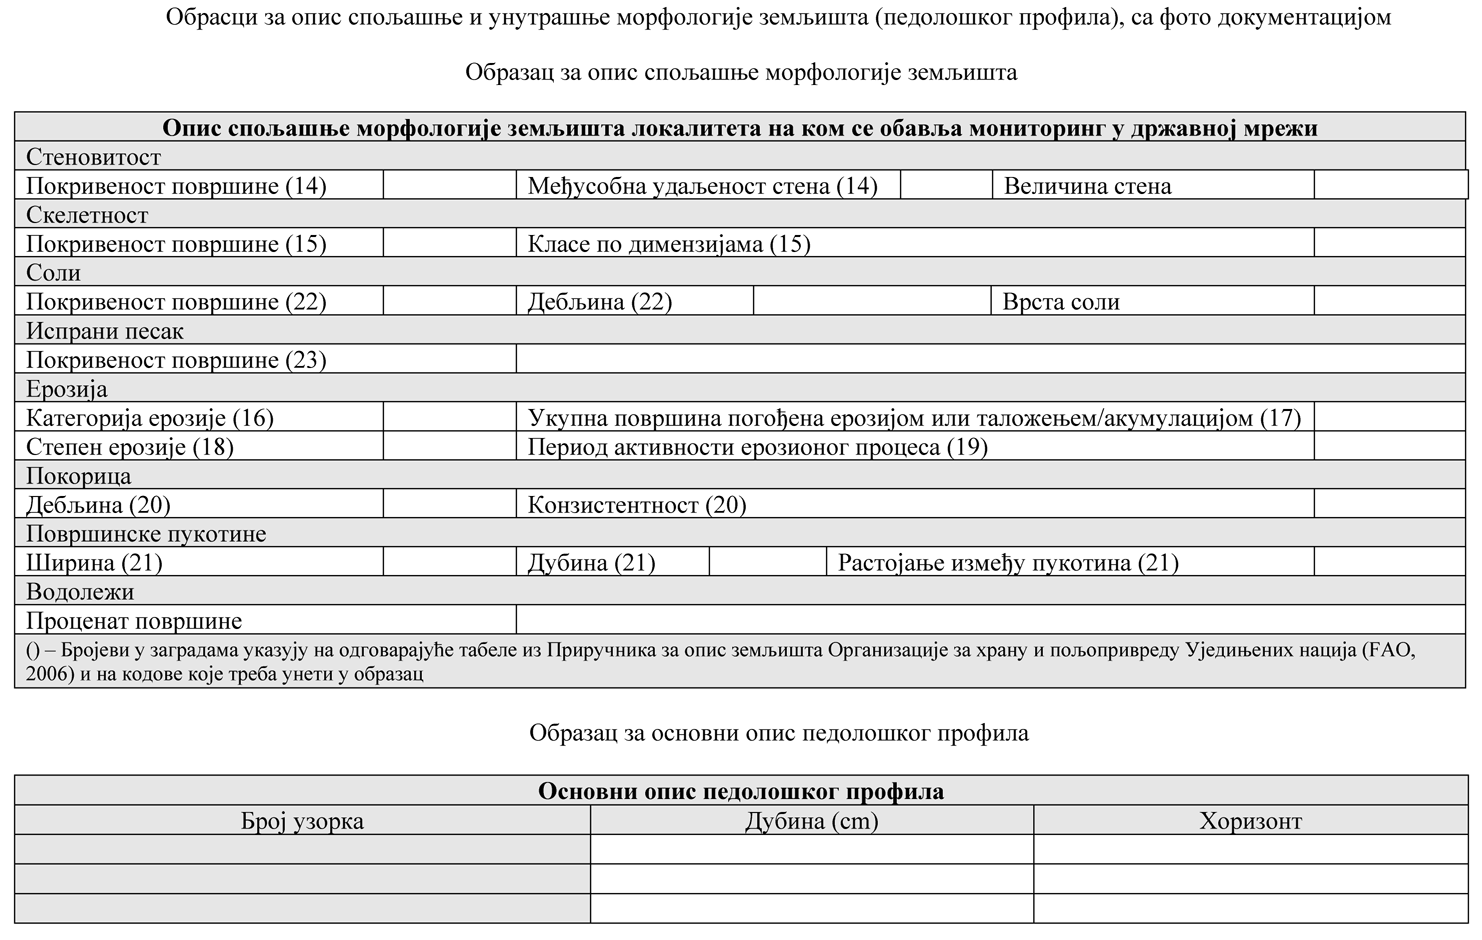 Обрасци за опис спољашње и унутрашње морфологије земљишта (педолошког профила), са фото документацијом
Образац за опис спољашње морфологије земљишта
Опис спољашње морфологије земљишта локалитета на ком се обавља мониторинг у државној мрежи
Стеновитост
Покривеност површине (14) Међусобна удаљеност стена (14) Величина стена
Скелетност
Покривеност површине (15) Класе по димензијама (15)
Соли
Покривеност површине (22) Дебљина (22) Врста соли
Испрани песак
Покривеност површине (23)
Ерозија
Категорија ерозије (16) Укупна површина погођена ерозијом или таложењем/акумулацијом (17)
Степен ерозије (18) Период активности ерозионог процеса (19)
Покорица
Дебљина (20) Конзистентност (20)
Површинске пукотине
Ширина (21) Дубина (21) Растојање између пукотина (21)
Водолежи
Проценат површине
() – Бројеви у заградама указују на одговарајуће табеле из Приручника за опис земљишта Организације за храну и пољопривреду Уједињених нација (FAO,
2006) и на кодове које треба унети у образац
Образац за основни опис педолошког профила
Основни опис педолошког профила
Број узорка Дубина (cm) Хоризонт